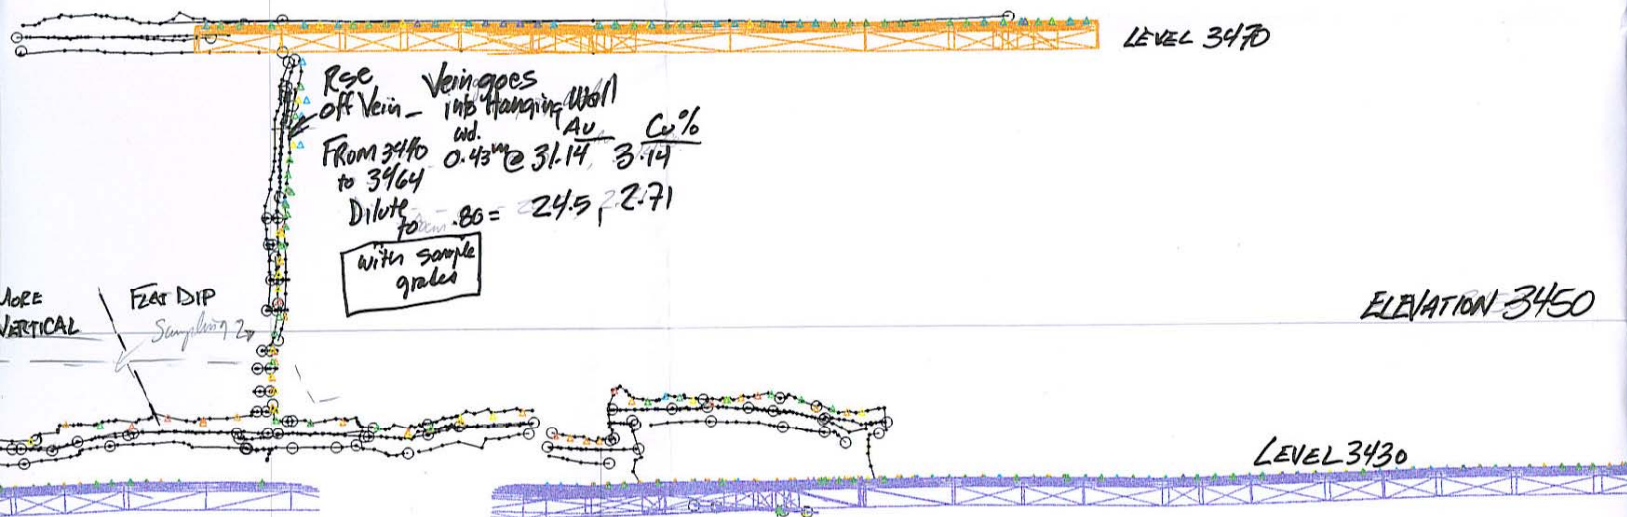 LEVEL 3470
Rse
off Vein –
Vein goes
into Hanging Wall
wd.
Au
Cu%
FROM 3440
to 3464
0.43m @ 31.14, 3.14
Dilute
to .80 = 24.5, 2.71
with sample
grades
MORE
VERTICAL
FLAT DIP
Sampling
ELEVATION 3450
LEVEL 3430